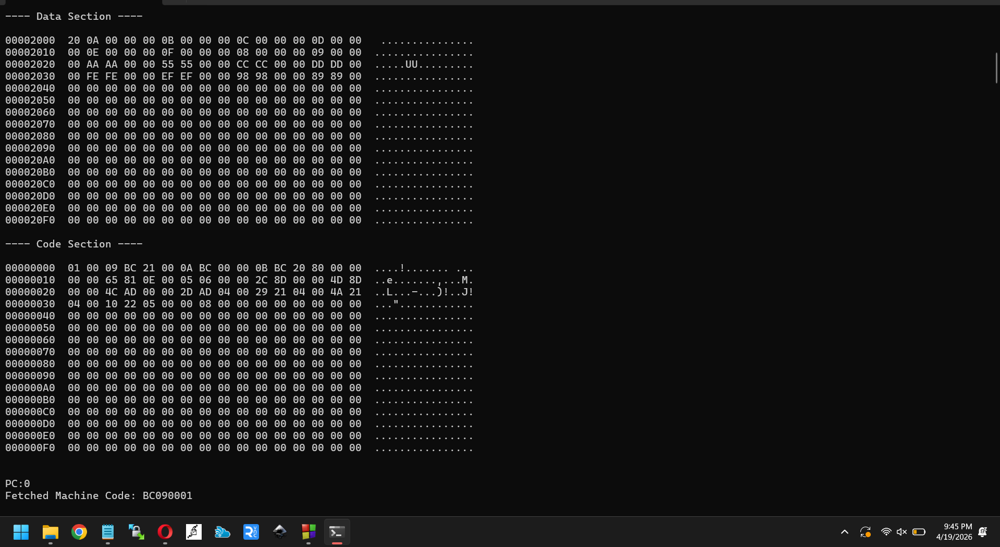 ---- Data Section ----
00002000  20 0A 00 00 00 0B 00 00 00 0C 00 00 00 0D 00 00    ...............
00002010  00 0E 00 00 00 0F 00 00 00 08 00 00 00 09 00 00   ................
00002020  00 AA AA 00 00 55 55 00 00 CC CC 00 00 DD DD 00   .....UU.........
00002030  00 FE FE 00 00 EF EF 00 00 98 98 00 00 89 89 00   ................
00002040  00 00 00 00 00 00 00 00 00 00 00 00 00 00 00 00   ................
00002050  00 00 00 00 00 00 00 00 00 00 00 00 00 00 00 00   ................
00002060  00 00 00 00 00 00 00 00 00 00 00 00 00 00 00 00   ................
00002070  00 00 00 00 00 00 00 00 00 00 00 00 00 00 00 00   ................
00002080  00 00 00 00 00 00 00 00 00 00 00 00 00 00 00 00   ................
00002090  00 00 00 00 00 00 00 00 00 00 00 00 00 00 00 00   ................
000020A0  00 00 00 00 00 00 00 00 00 00 00 00 00 00 00 00   ................
000020B0  00 00 00 00 00 00 00 00 00 00 00 00 00 00 00 00   ................
000020C0  00 00 00 00 00 00 00 00 00 00 00 00 00 00 00 00   ................
000020D0  00 00 00 00 00 00 00 00 00 00 00 00 00 00 00 00   ................
000020E0  00 00 00 00 00 00 00 00 00 00 00 00 00 00 00 00   ................
000020F0  00 00 00 00 00 00 00 00 00 00 00 00 00 00 00 00   ................
---- Code Section ----
00000000  01 00 09 BC 21 00 0A BC 00 00 0B BC 20 80 00 00   ....!....... ...
00000010  00 00 65 81 0E 00 05 06 00 00 2C 8D 00 00 4D 8D   ..e.......,...M.
00000020  00 00 4C AD 00 00 2D AD 04 00 29 21 04 00 4A 21   ..L...-...)!..J!
00000030  04 00 10 22 05 00 00 08 00 00 00 00 00 00 00 00   ..."............
00000040  00 00 00 00 00 00 00 00 00 00 00 00 00 00 00 00   ................
00000050  00 00 00 00 00 00 00 00 00 00 00 00 00 00 00 00   ................
00000060  00 00 00 00 00 00 00 00 00 00 00 00 00 00 00 00   ................
00000070  00 00 00 00 00 00 00 00 00 00 00 00 00 00 00 00   ................
00000080  00 00 00 00 00 00 00 00 00 00 00 00 00 00 00 00   ................
00000090  00 00 00 00 00 00 00 00 00 00 00 00 00 00 00 00   ................
000000A0  00 00 00 00 00 00 00 00 00 00 00 00 00 00 00 00   ................
000000B0  00 00 00 00 00 00 00 00 00 00 00 00 00 00 00 00   ................
000000C0  00 00 00 00 00 00 00 00 00 00 00 00 00 00 00 00   ................
000000D0  00 00 00 00 00 00 00 00 00 00 00 00 00 00 00 00   ................
000000E0  00 00 00 00 00 00 00 00 00 00 00 00 00 00 00 00   ................
000000F0  00 00 00 00 00 00 00 00 00 00 00 00 00 00 00 00   ................
PC:0
Fetched Machine Code: BC090001
9:45 PM
4/19/2026